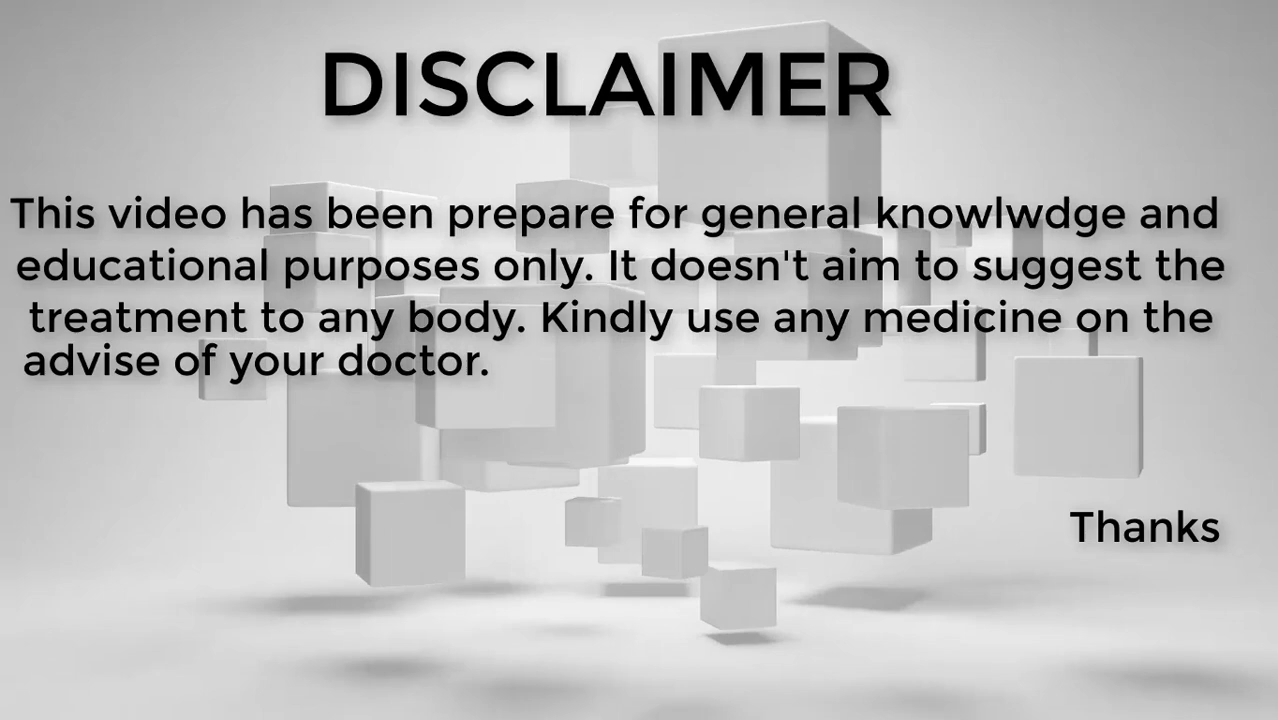 DISCLAIMER
This video has been prepare for general knowlwdge and
educational purposes only. It doesn't aim to suggest the
treatment to any body. Kindly use any medicine on the
advise of your doctor.
Thanks